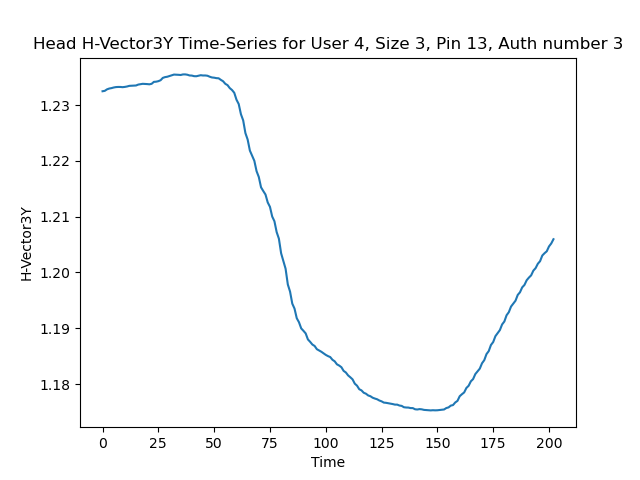 Head H-Vector3Y Time-Series for User 4, Size 3, Pin 13, Auth number 3
H-Vector3Y
1.23
1.22
1.21
1.20
1.19
1.18
0 25 50 75 100 125 150 175 200
Time